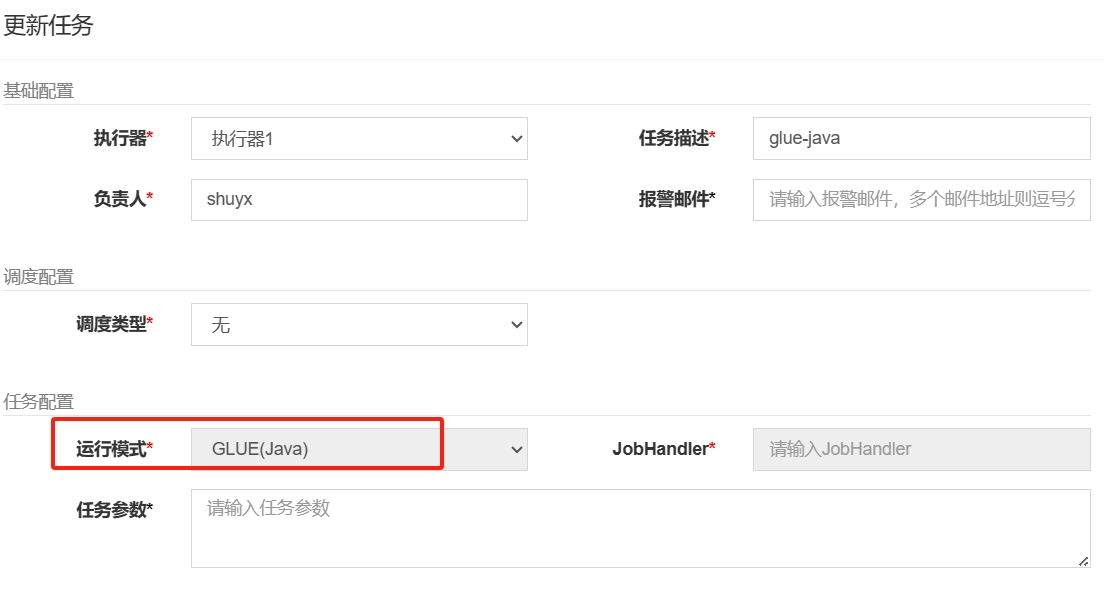 更新任务
基础配置
执行器* 执行器1 任务描述* glue-java
负责人* shuyx 报警邮件* 请输入报警邮件，多个邮件地址则逗号分
调度配置
调度类型* 无
任务配置
运行模式* GLUE(Java) JobHandler* 请输入JobHandler
任务参数* 请输入任务参数